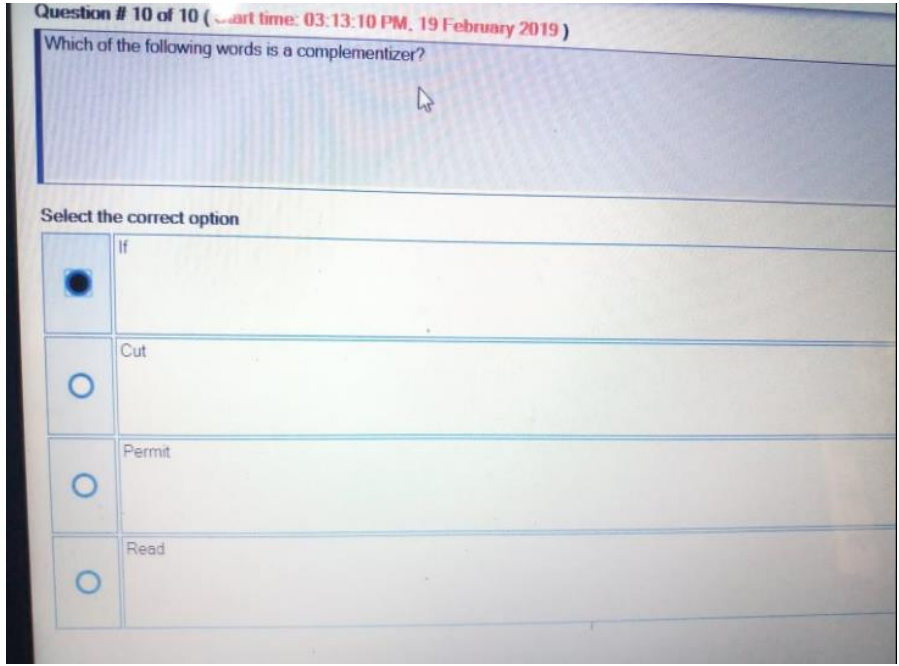 Question # 10 of 10 ( Start time: 03:13:10 PM, 19 February 2019 )
Which of the following words is a complementizer?
Select the correct option
If
Cut
Permit
Read